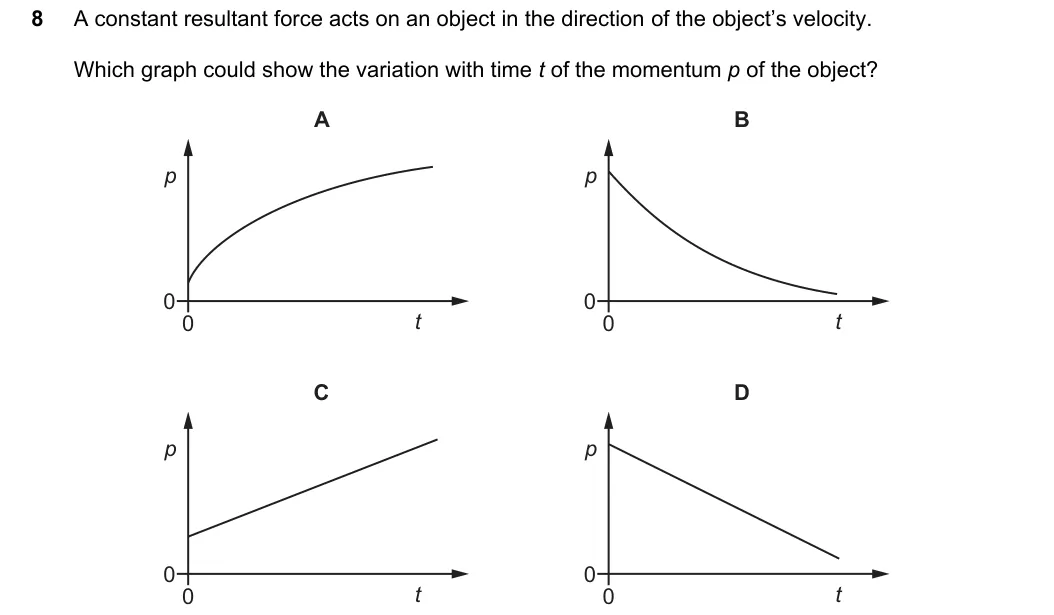 8 A constant resultant force acts on an object in the direction of the object’s velocity.
Which graph could show the variation with time t of the momentum p of the object?
A
p
0
0
t
B
p
0
0
t
C
p
0
0
t
D
p
0
0
t